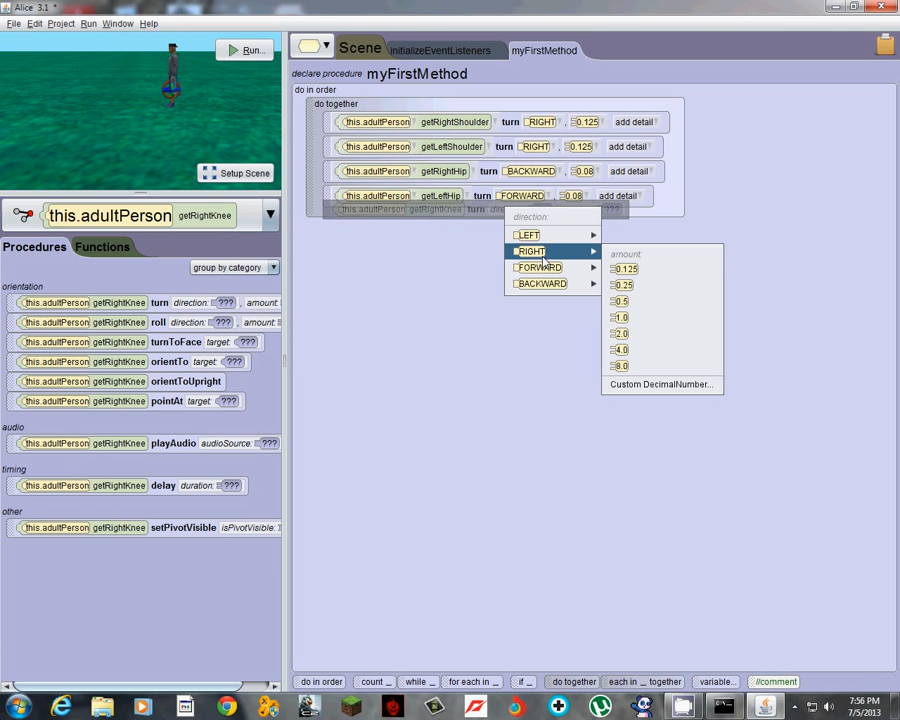 Alice 3.1 *
File Edit Project Run Window Help
Run...
Setup Scene
Scene initializeEventListeners myFirstMethod
declare procedure myFirstMethod
do in order
do together
this.adultPerson getRightShoulder turn RIGHT , 0.125 add detail
this.adultPerson getLeftShoulder turn RIGHT , 0.125 add detail
this.adultPerson getRightHip turn BACKWARD , 0.08 add detail
this.adultPerson getLeftHip turn FORWARD , 0.08 add detail
this.adultPerson getRightKnee turn ???
direction:
LEFT
RIGHT
FORWARD
BACKWARD
amount:
0.125
0.25
0.5
1.0
2.0
4.0
8.0
Custom DecimalNumber...
this.adultPerson getRightKnee
Procedures Functions
group by category
orientation
this.adultPerson getRightKnee turn direction: ??? , amount:
this.adultPerson getRightKnee roll direction: ??? , amount:
this.adultPerson getRightKnee turnToFace target: ???
this.adultPerson getRightKnee orientTo target: ???
this.adultPerson getRightKnee orientToUpright
this.adultPerson getRightKnee pointAt target: ???
audio
this.adultPerson getRightKnee playAudio audioSource: ???
timing
this.adultPerson getRightKnee delay duration: ???
other
this.adultPerson getRightKnee setPivotVisible isPivotVisible:
do in order count _ while _ for each in _ if _ do together each in _ together variable... //comment
7:56 PM
7/5/2013